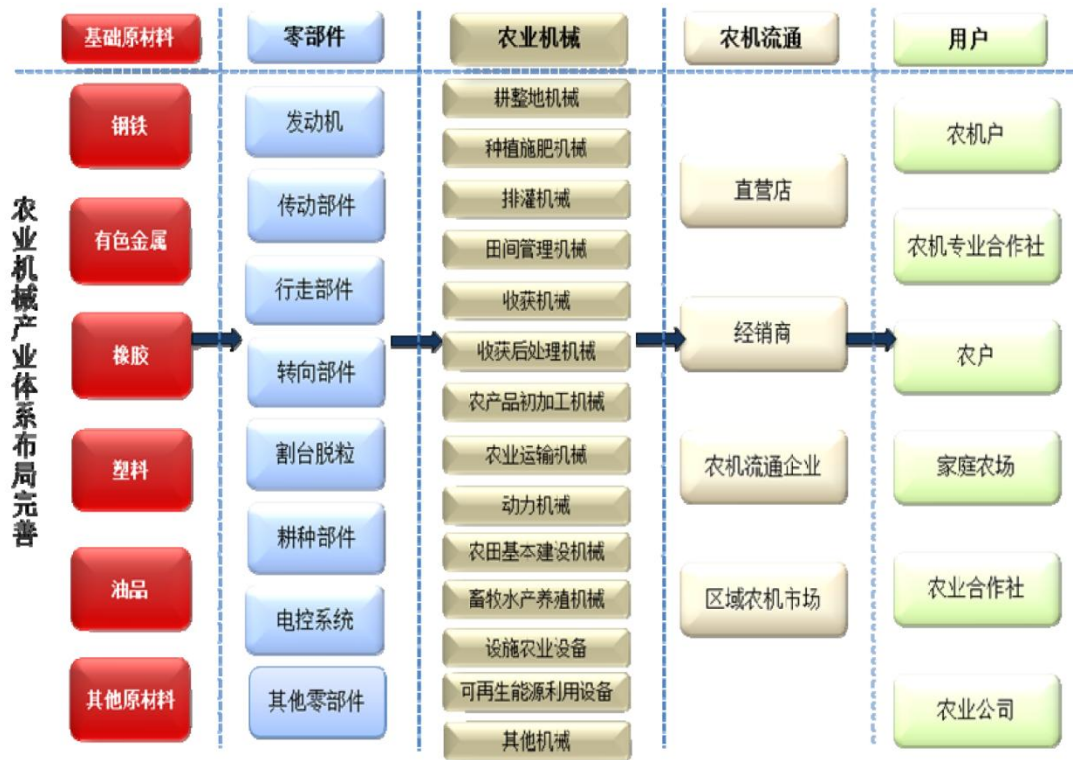 农业机械产业体系布局完善
基础原材料
钢铁
有色金属
橡胶
塑料
油品
其他原材料
零部件
发动机
传动部件
行走部件
转向部件
割台脱粒
耕种部件
电控系统
其他零部件
农业机械
耕整地机械
种植施肥机械
排灌机械
田间管理机械
收获机械
收获后处理机械
农产品初加工机械
农业运输机械
动力机械
农田基本建设机械
畜牧水产养殖机械
设施农业设备
可再生能源利用设备
其他机械
农机流通
直营店
经销商
农机流通企业
区域农机市场
用户
农机户
农机专业合作社
农户
家庭农场
农业合作社
农业公司